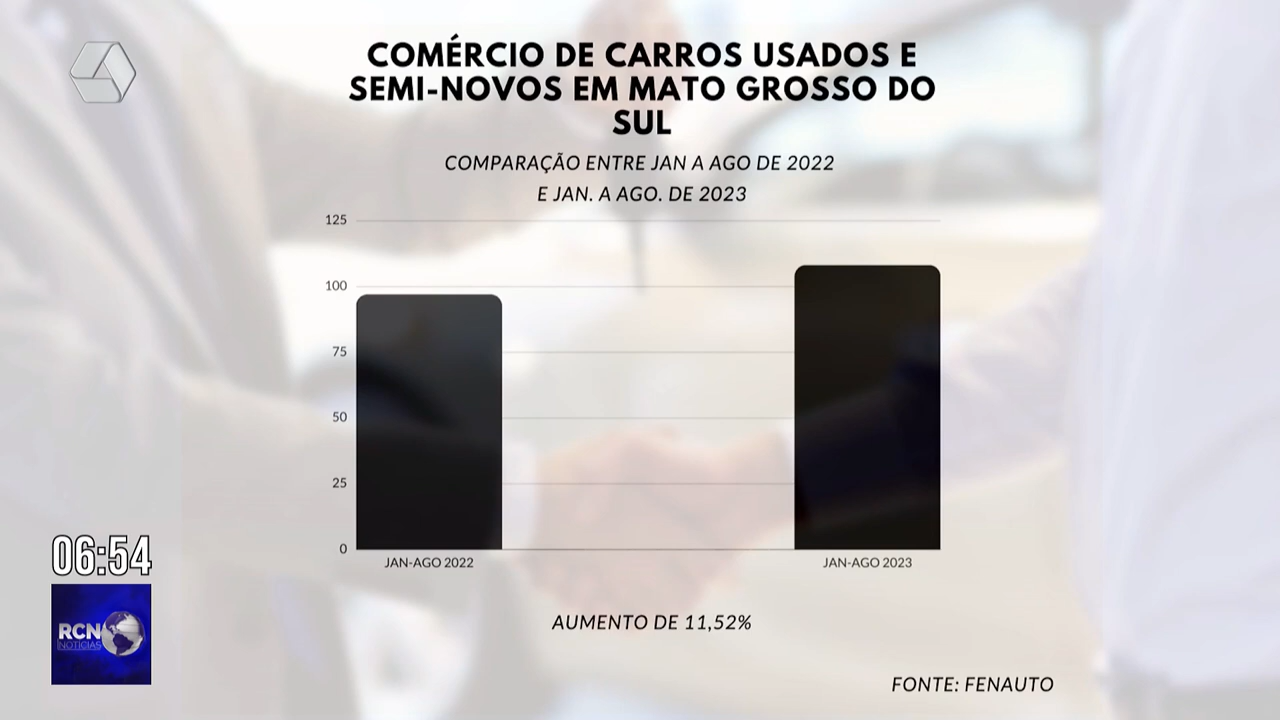 COMÉRCIO DE CARROS USADOS E
SEMI-NOVOS EM MATO GROSSO DO
SUL
COMPARAÇÃO ENTRE JAN A AGO DE 2022
E JAN. A AGO. DE 2023
125
100
75
50
25
0
JAN-AGO 2022
JAN-AGO 2023
AUMENTO DE 11,52%
FONTE: FENAUTO
06:54
RCN
NOTÍCIAS